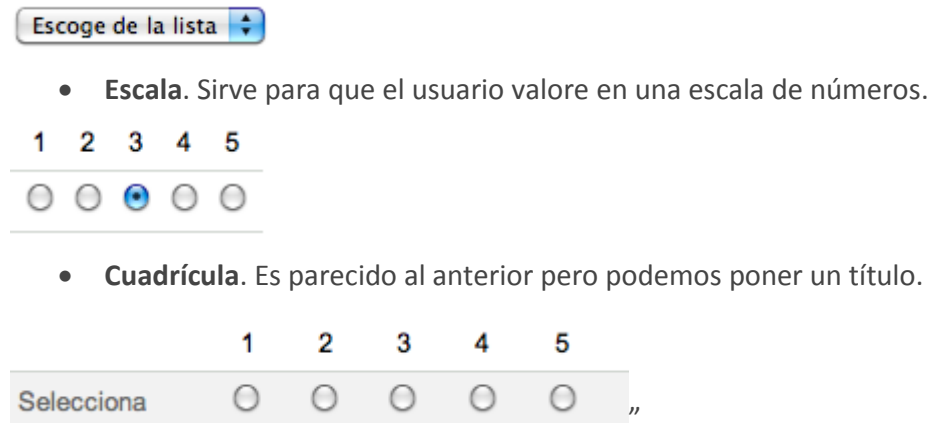 Escoge de la lista
• Escala. Sirve para que el usuario valore en una escala de números.
1 2 3 4 5
• Cuadrícula. Es parecido al anterior pero podemos poner un título.
1 2 3 4 5
Selecciona „